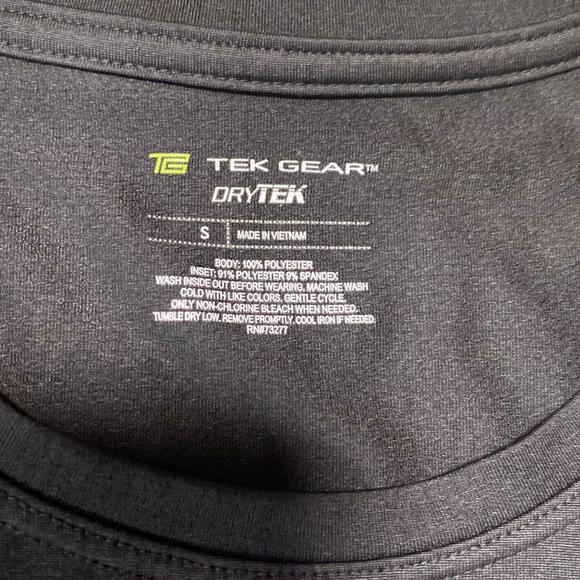 TG TEK GEAR™
DRYTEK
S MADE IN VIETNAM
BODY: 100% POLYESTER
INSET: 91% POLYESTER 9% SPANDEX
WASH INSIDE OUT BEFORE WEARING, MACHINE WASH
COLD WITH LIKE COLORS, GENTLE CYCLE.
ONLY NON-CHLORINE BLEACH WHEN NEEDED.
TUMBLE DRY LOW. REMOVE PROMPTLY, COOL IRON IF NEEDED.
RN#73277